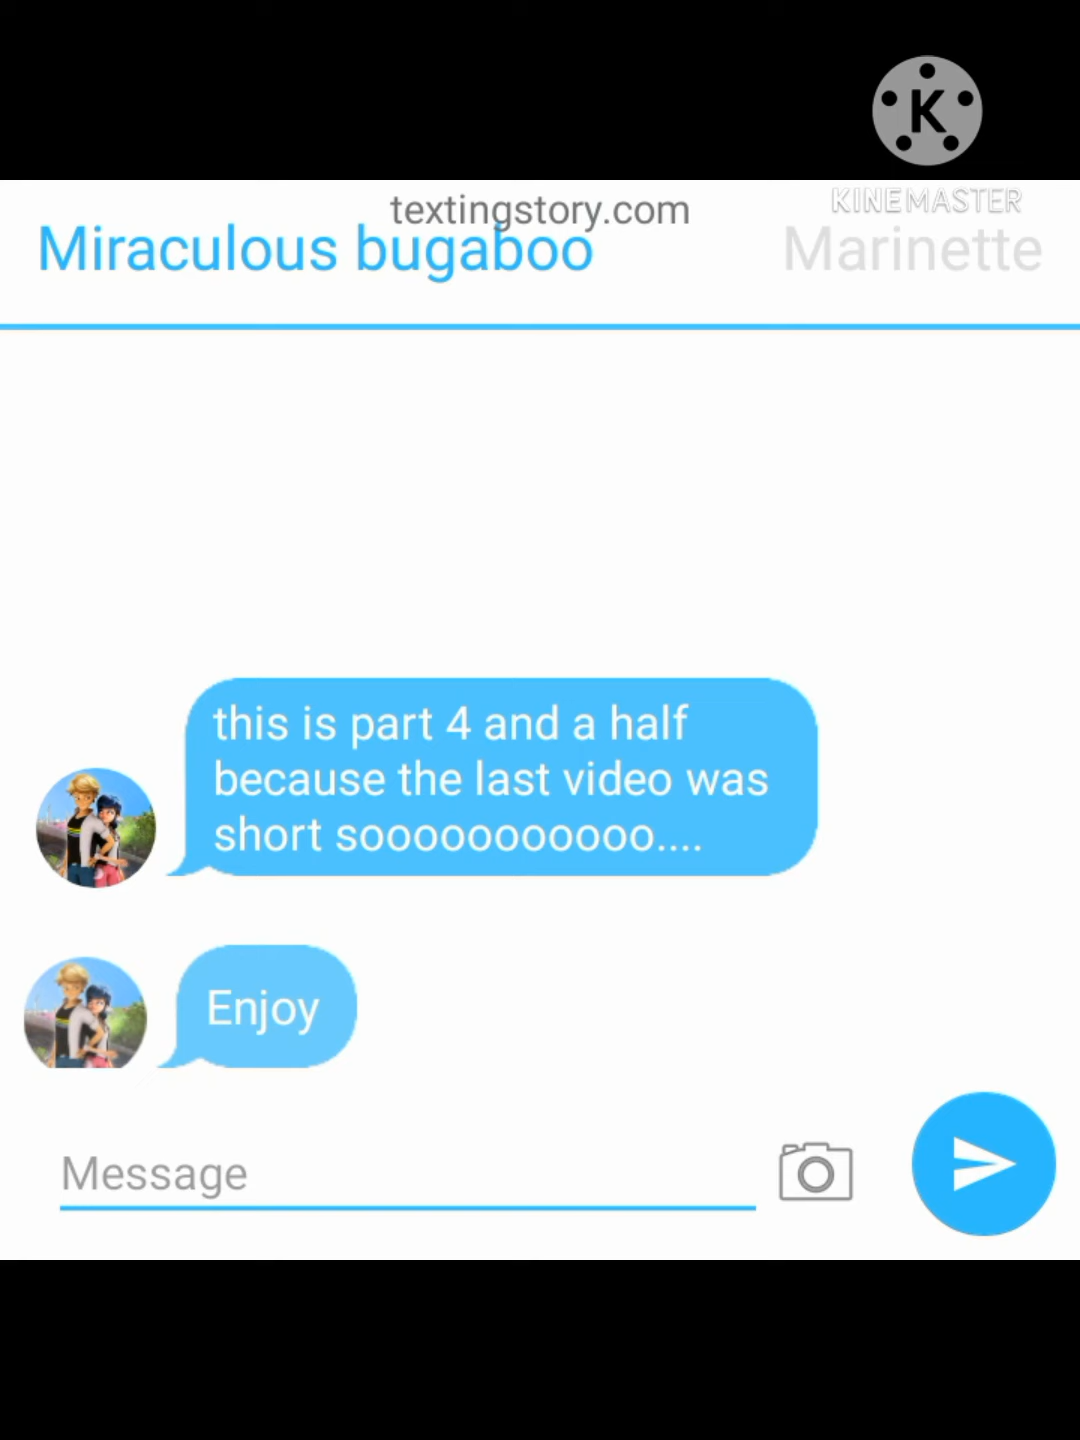 K
KINEMASTER
textingstory.com
Miraculous bugaboo Marinette
this is part 4 and a half
because the last video was
short sooooooooooo....
Enjoy
Message